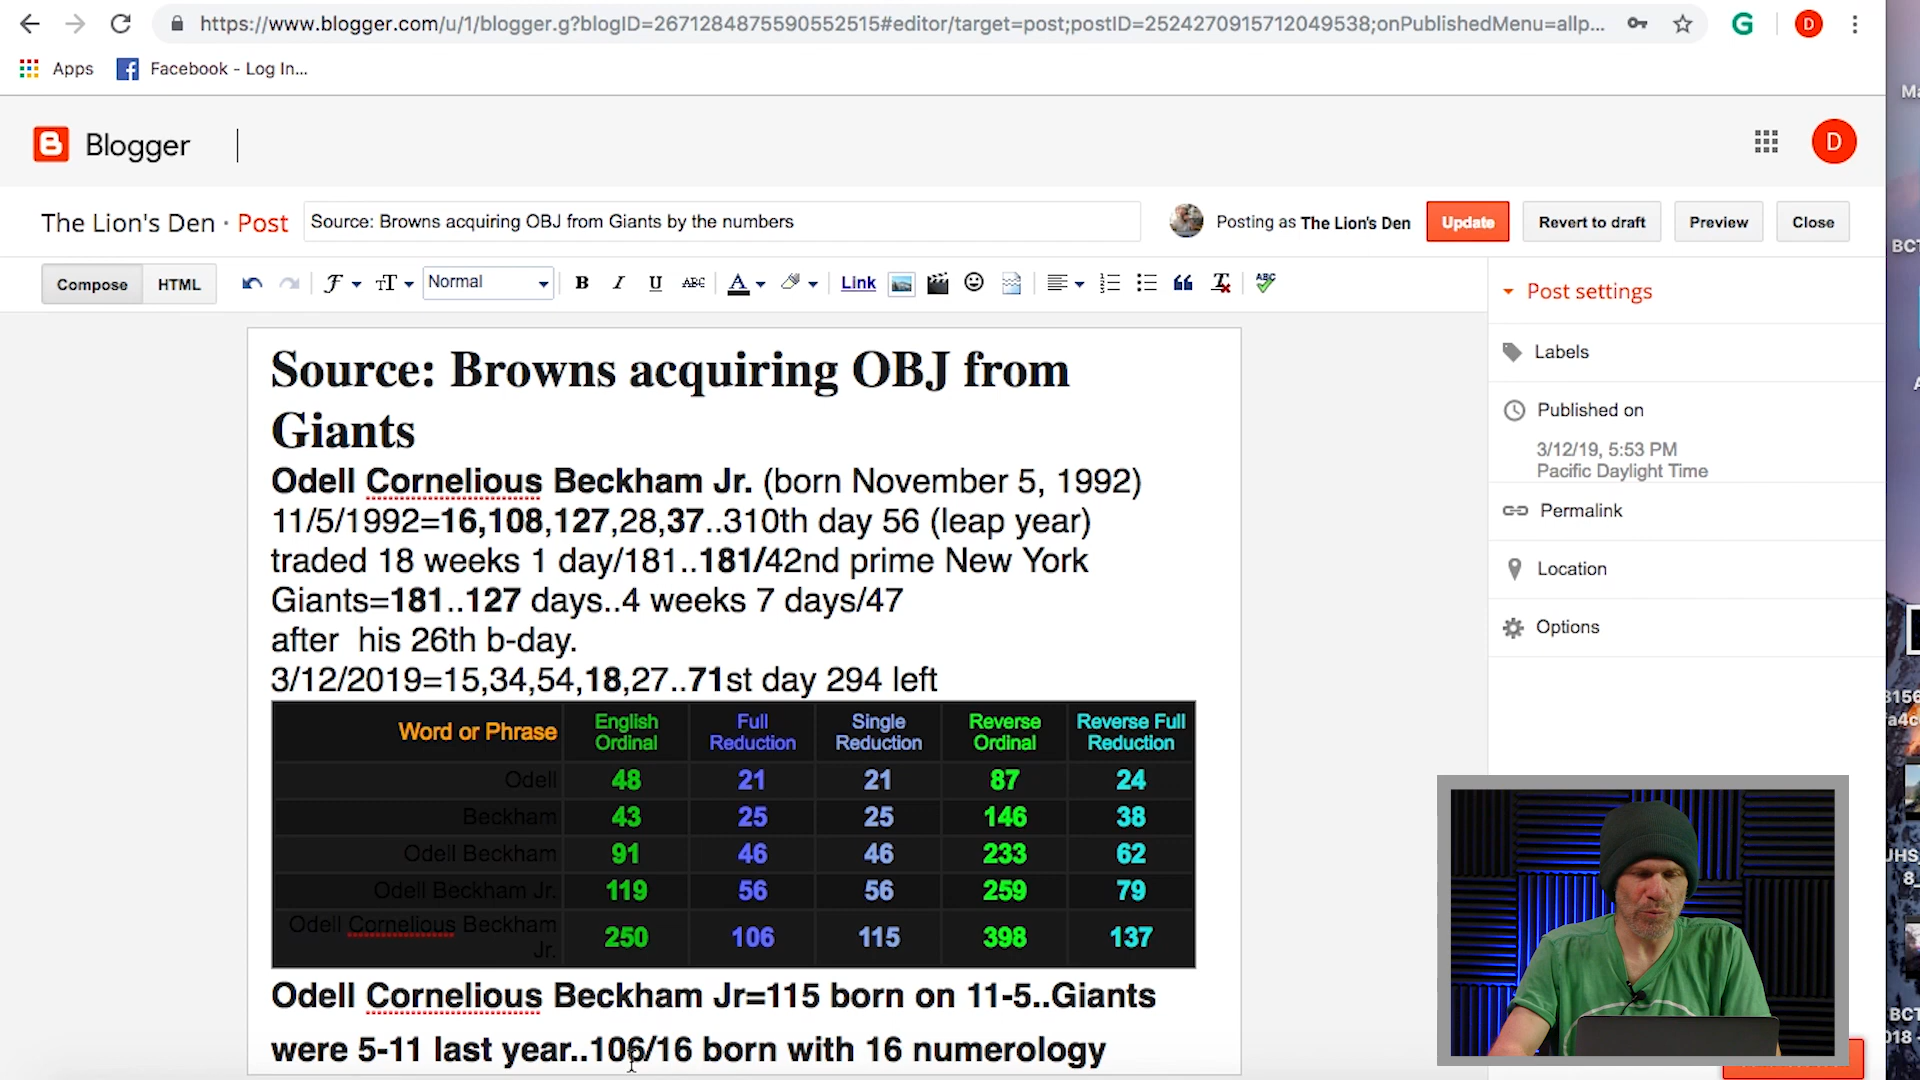 https://www.blogger.com/u/1/blogger.g?blogID=2671284875590552515#editor/target=post;postID=2524270915712049538;onPublishedMenu=allp...
G
D
Apps
Facebook - Log In...
Blogger
D
The Lion's Den · Post
Source: Browns acquiring OBJ from Giants by the numbers
Posting as The Lion's Den
Update
Revert to draft
Preview
Close
Compose
HTML
Normal
B I U ABC A
Link
ABC
Post settings
Labels
Published on
3/12/19, 5:53 PM
Pacific Daylight Time
Permalink
Location
Options
Source: Browns acquiring OBJ from
Giants
Odell Cornelious Beckham Jr. (born November 5, 1992)
11/5/1992=16,108,127,28,37..310th day 56 (leap year)
traded 18 weeks 1 day/181..181/42nd prime New York
Giants=181..127 days..4 weeks 7 days/47
after his 26th b-day.
3/12/2019=15,34,54,18,27..71st day 294 left
Word or Phrase English Ordinal Full Reduction Single Reduction Reverse Ordinal Reverse Full Reduction
Odell 48 21 21 87 24
Beckham 43 25 25 146 38
Odell Beckham 91 46 46 233 62
Odell Beckham Jr. 119 56 56 259 79
Odell Cornelious Beckham Jr. 250 106 115 398 137
Odell Cornelious Beckham Jr=115 born on 11-5..Giants
were 5-11 last year..106/16 born with 16 numerology